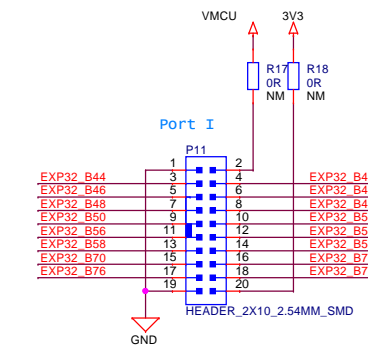 VMCU 3V3
R17 R18
0R 0R
NM NM
Port I
P11
1 2
EXP32_B44 3 4 EXP32_B4
EXP32_B46 5 6 EXP32_B4
EXP32_B48 7 8 EXP32_B4
EXP32_B50 9 10 EXP32_B5
EXP32_B56 11 12 EXP32_B5
EXP32_B58 13 14 EXP32_B5
EXP32_B70 15 16 EXP32_B7
EXP32_B76 17 18 EXP32_B7
19 20
HEADER_2X10_2.54MM_SMD
GND